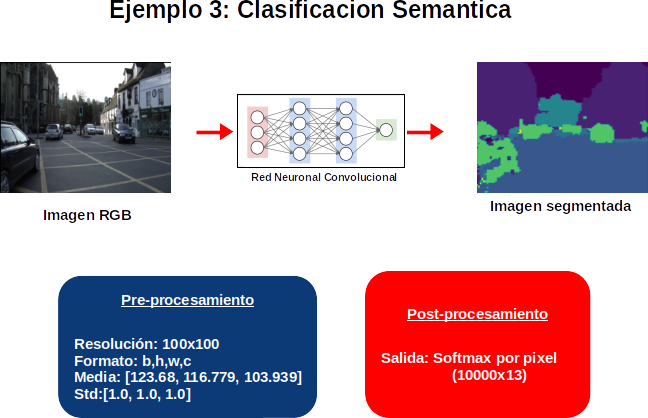 Ejemplo 3: Clasificacion Semantica
Red Neuronal Convolucional
Imagen RGB
Imagen segmentada
Pre-procesamiento
Resolución: 100x100
Formato: b,h,w,c
Media: [123.68, 116.779, 103.939]
Std:[1.0, 1.0, 1.0]
Post-procesamiento
Salida: Softmax por pixel
(10000x13)